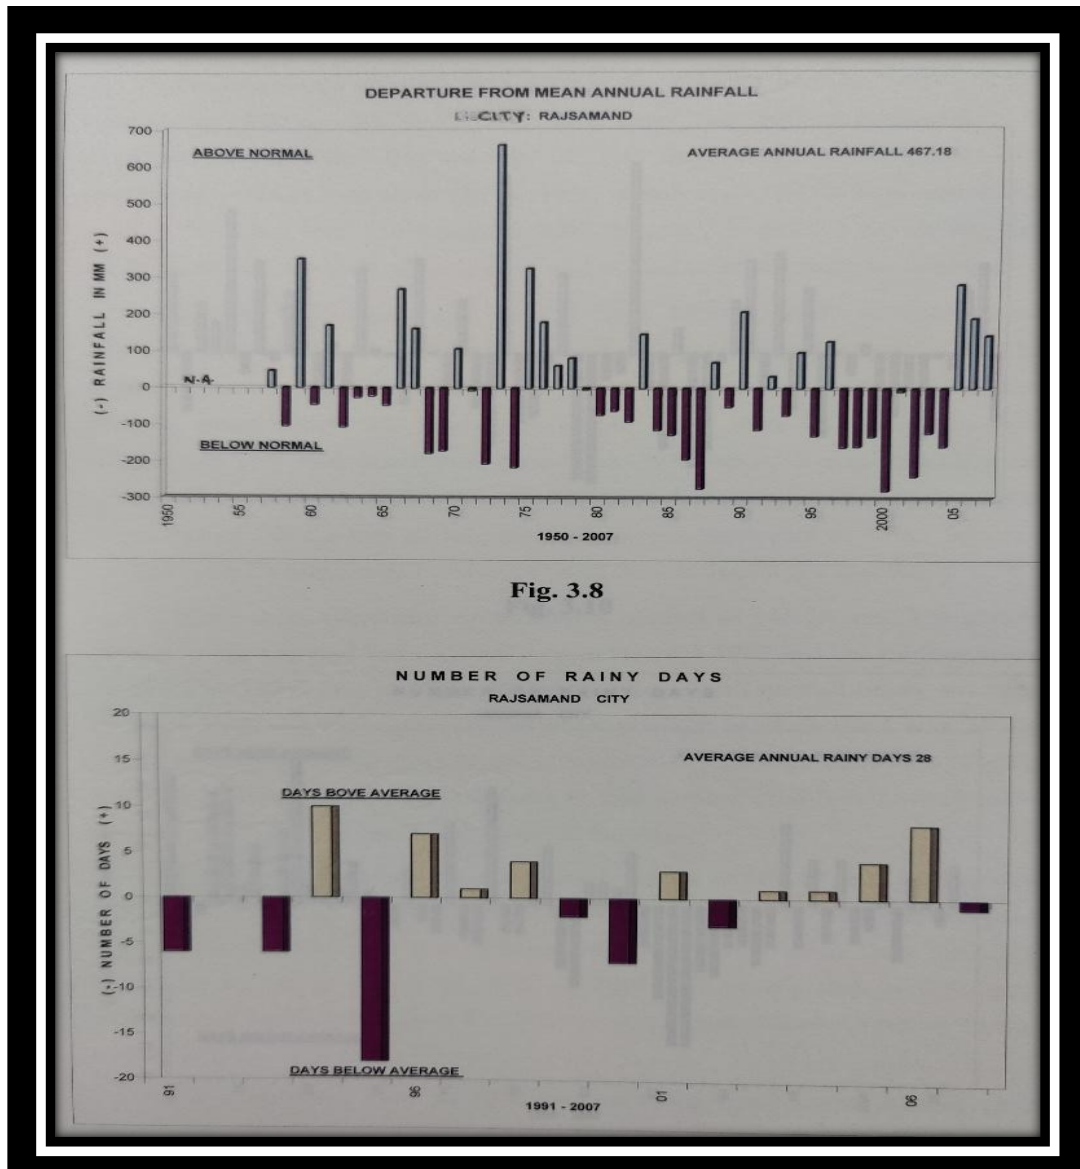 DEPARTURE FROM MEAN ANNUAL RAINFALL
CITY: RAJSAMAND
ABOVE NORMAL
AVERAGE ANNUAL RAINFALL 467.18
(-) RAINFALL IN MM (+)
700
600
500
400
300
200
100
0
-100
-200
-300
N.A.
BELOW NORMAL
1950 55 60 65 70 75 80 85 90 95 2000 05
1950 - 2007
Fig. 3.8
NUMBER OF RAINY DAYS
RAJSAMAND CITY
AVERAGE ANNUAL RAINY DAYS 28
DAYS BOVE AVERAGE
(-) NUMBER OF DAYS (+)
20
15
10
5
0
-5
-10
-15
-20
DAYS BELOW AVERAGE
91 96 01 06
1991 - 2007